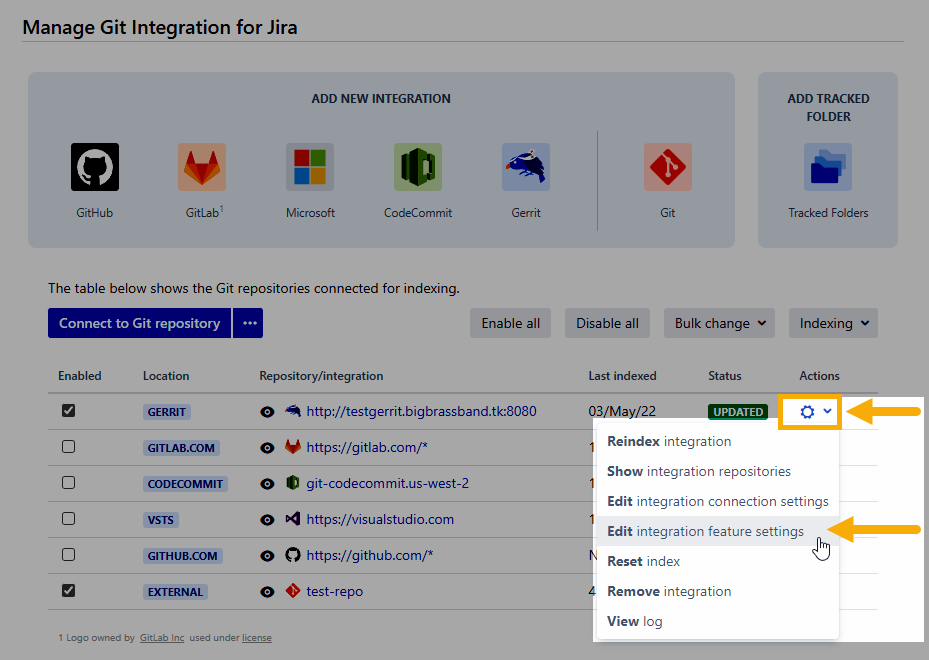 Manage Git Integration for Jira
ADD NEW INTEGRATION
GitHub
GitLab1
Microsoft
CodeCommit
Gerrit
Git
ADD TRACKED
FOLDER
Tracked Folders
The table below shows the Git repositories connected for indexing.
Connect to Git repository ••• Enable all Disable all Bulk change Indexing
Enabled Location Repository/integration Last indexed Status Actions
GERRIT http://testgerrit.bigbrassband.tk:8080 03/May/22 UPDATED
GITLAB.COM https://gitlab.com/* 1
CODECOMMIT git-codecommit.us-west-2 1
VSTS https://visualstudio.com 1
GITHUB.COM https://github.com/* N
EXTERNAL test-repo 4
Reindex integration
Show integration repositories
Edit integration connection settings
Edit integration feature settings
Reset index
Remove integration
View log
1 Logo owned by GitLab Inc used under license